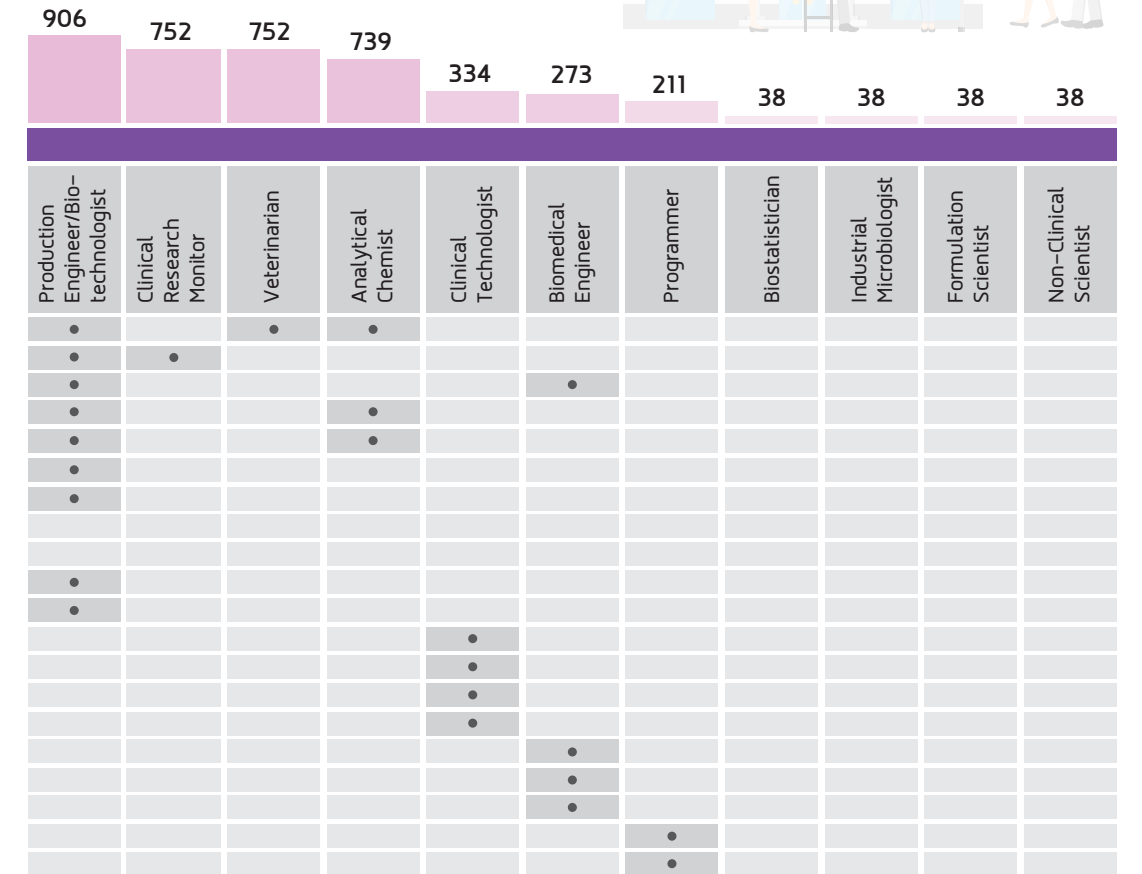 906
752
752
739
334
273
211
38
38
38
38
Production
Engineer/Bio–
technologist
Clinical
Research
Monitor
Veterinarian
Analytical
Chemist
Clinical
Technologist
Biomedical
Engineer
Programmer
Biostatistician
Industrial
Microbiologist
Formulation
Scientist
Non–Clinical
Scientist